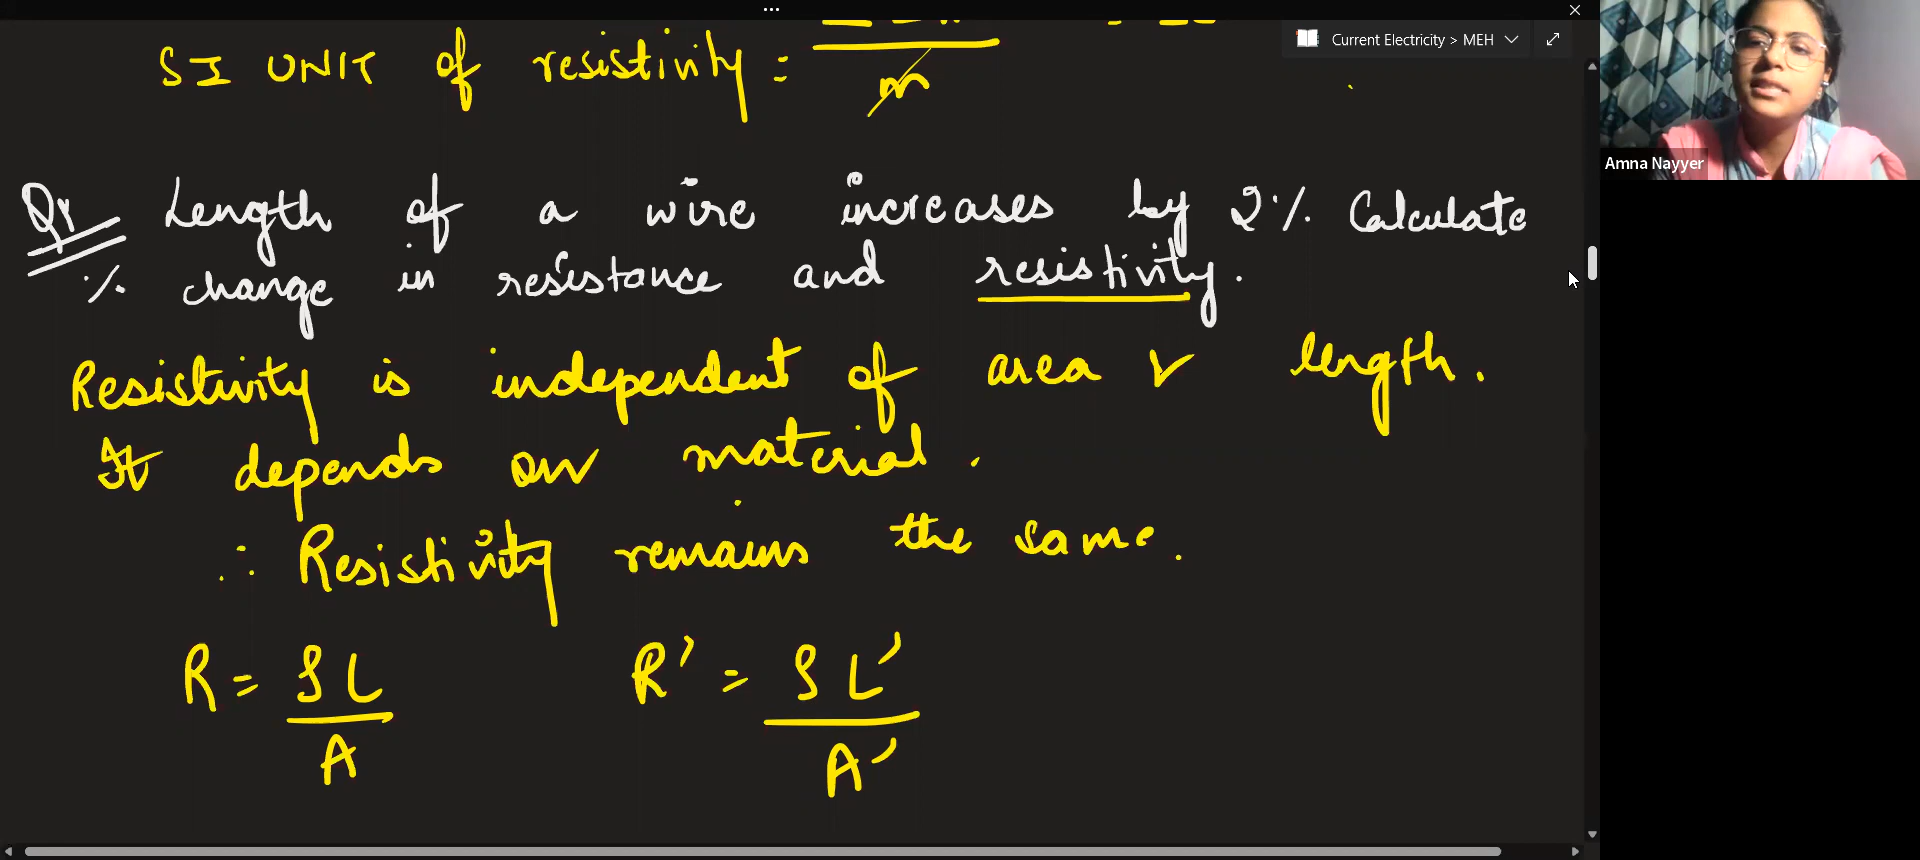 Current Electricity > MEH
SI UNIT of resistivity =
m
Amna Nayyer
Qr Length of a wire increases by 2%. Calculate
% change in resistance and resistivity.
Resistivity is independent of area & length.
It depends on material.
∴ Resistivity remains the same.
R = ρL / A    R' = ρL' / A'